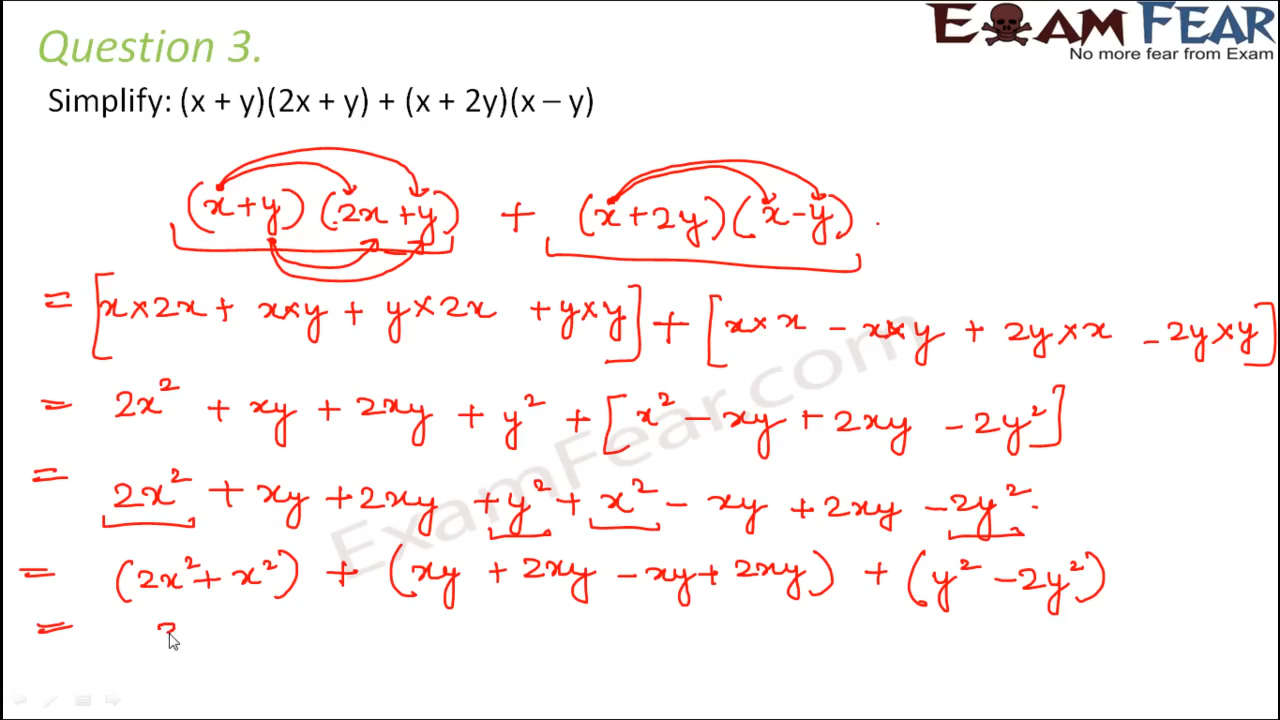 Question 3.
EXAM FEAR
No more fear from Exam
Simplify: (x + y)(2x + y) + (x + 2y)(x – y)
(x+y) (2x+y) + (x+2y)(x-y).
= [x×2x + x×y + y×2x + y×y] + [x×x - x×y + 2y×x - 2y×y]
= 2x² + xy + 2xy + y² + [x² - xy + 2xy - 2y²]
= 2x² + xy + 2xy + y² + x² - xy + 2xy - 2y².
= (2x² + x²) + (xy + 2xy - xy + 2xy) + (y² - 2y²)
=
ExamFear.com